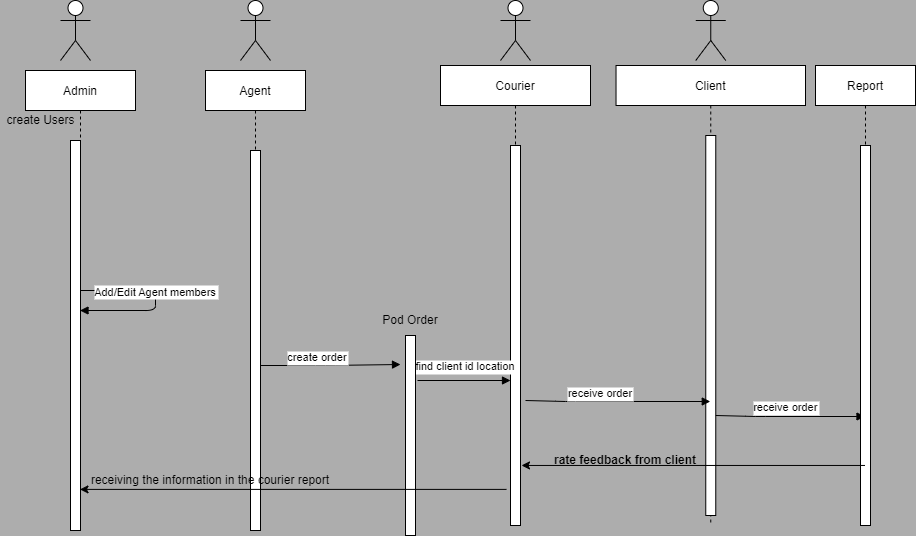 Admin
Agent
Courier
Client
Report
create Users
Add/Edit Agent members
Pod Order
create order
find client id location
receive order
receive order
rate feedback from client
receiving the information in the courier report